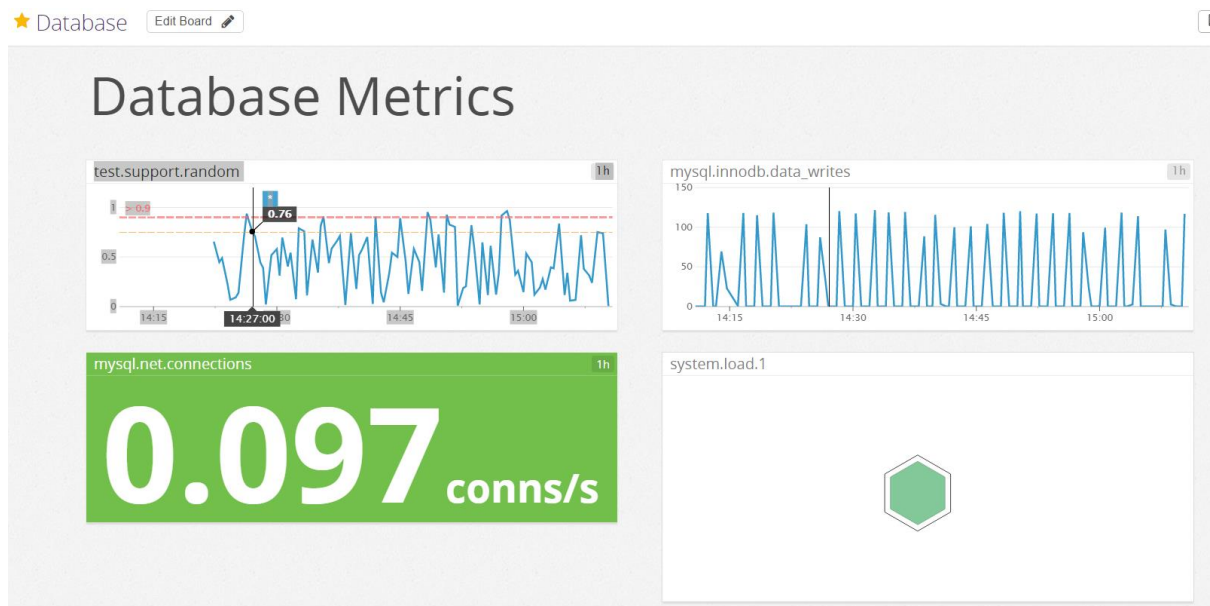 Database Edit Board
Database Metrics
test.support.random 1h
1 > 0.9
0.76
0.5
0
14:15 14:27:00 30 14:45 15:00
mysql.innodb.data_writes 1h
150
100
50
0
14:15 14:30 14:45 15:00
mysql.net.connections 1h
0.097 conns/s
system.load.1